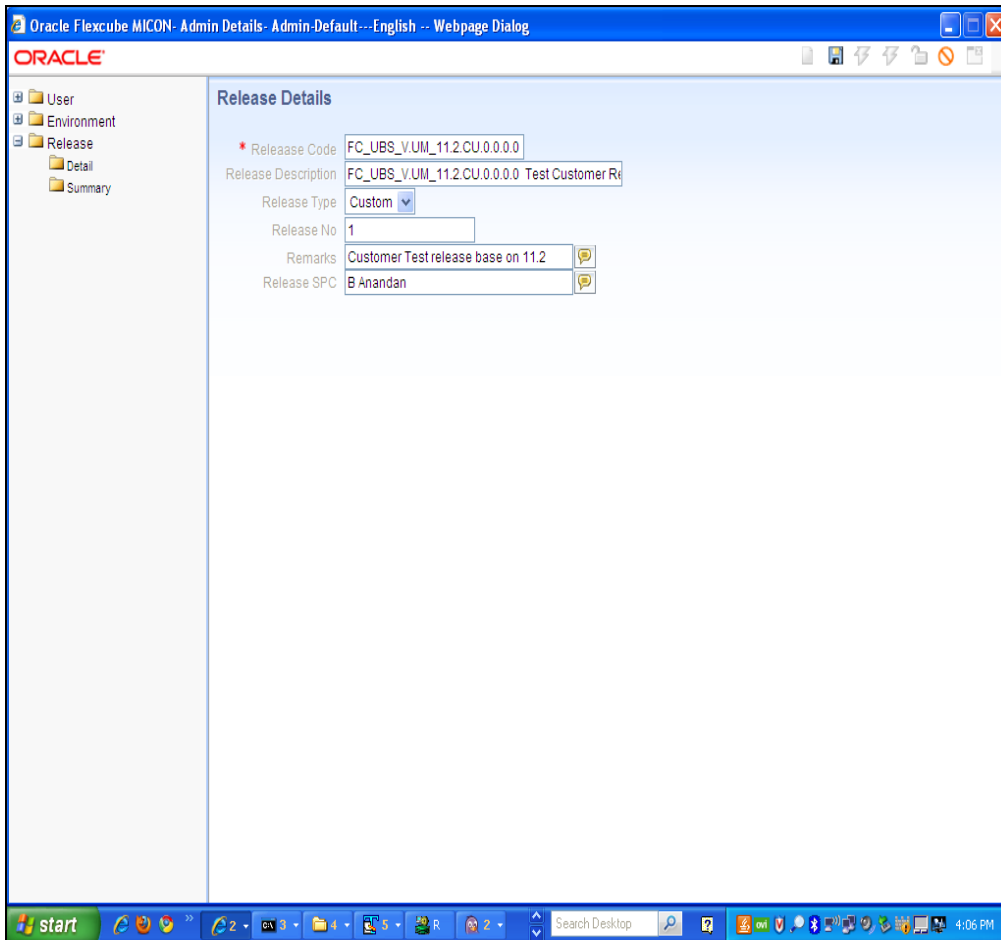 Oracle Flexcube MICON- Admin Details- Admin-Default---English -- Webpage Dialog
ORACLE
User
Environment
Release
Detail
Summary
Release Details
* Releaase Code FC_UBS_V.UM_11.2.CU.0.0.0.0
Release Description FC_UBS_V.UM_11.2.CU.0.0.0.0 Test Customer Re
Release Type Custom
Release No 1
Remarks Customer Test release base on 11.2
Release SPC B Anandan
start 2 3 4 5 R 2 Search Desktop ovi 4:06 PM